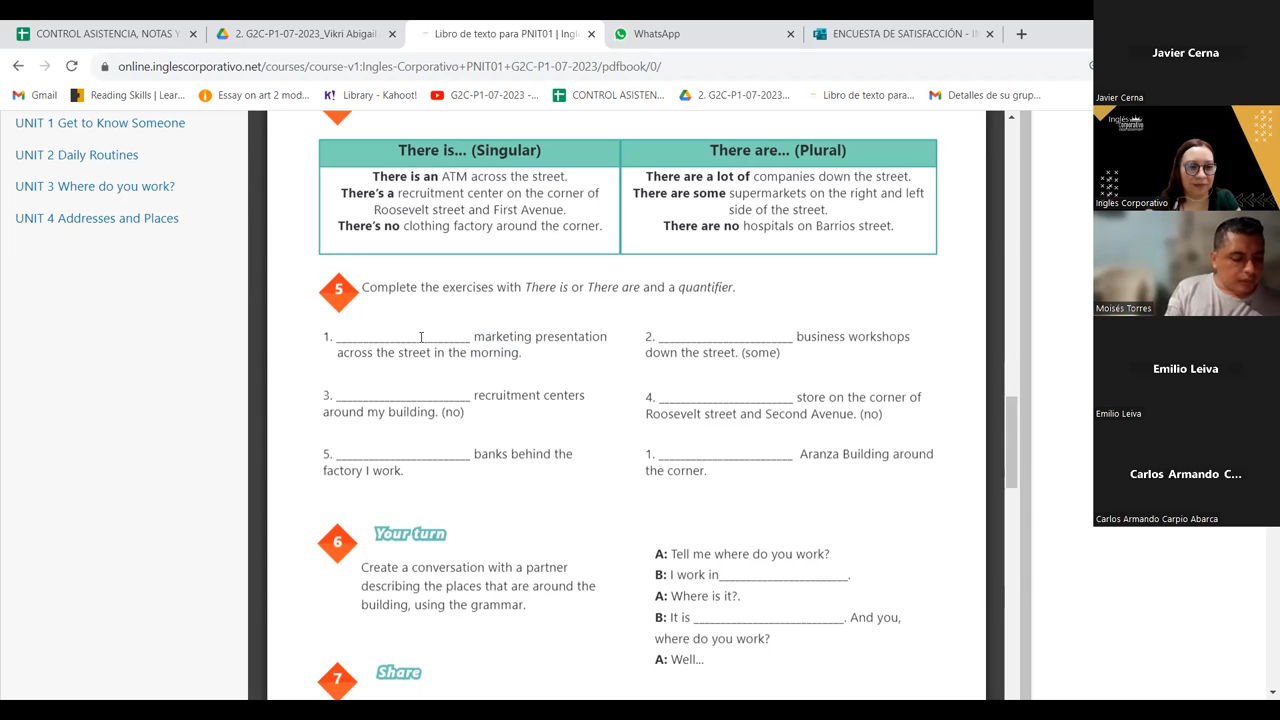 CONTROL ASISTENCIA, NOTAS Y
2. G2C-P1-07-2023_Vikri Abigail
Libro de texto para PNIT01 | Ingl
WhatsApp
ENCUESTA DE SATISFACCIÓN - I
online.inglescorporativo.net/courses/course-v1:Ingles-Corporativo+PNIT01+G2C-P1-07-2023/pdfbook/0/
Gmail
Reading Skills | Lear...
Essay on art 2 mod...
Library - Kahoot!
G2C-P1-07-2023 -...
CONTROL ASISTEN...
2. G2C-P1-07-2023...
Libro de texto para...
Detalles de su grup...
UNIT 1 Get to Know Someone
UNIT 2 Daily Routines
UNIT 3 Where do you work?
UNIT 4 Addresses and Places
There is... (Singular)
There are... (Plural)
There is an ATM across the street.
There's a recruitment center on the corner of
Roosevelt street and First Avenue.
There's no clothing factory around the corner.
There are a lot of companies down the street.
There are some supermarkets on the right and left
side of the street.
There are no hospitals on Barrios street.
5
Complete the exercises with There is or There are and a quantifier.
1. ______________________ marketing presentation
across the street in the morning.
2. ______________________ business workshops
down the street. (some)
3. ______________________ recruitment centers
around my building. (no)
4. ______________________ store on the corner of
Roosevelt street and Second Avenue. (no)
5. ______________________ banks behind the
factory I work.
1. ______________________ Aranza Building around
the corner.
6
Your turn
Create a conversation with a partner
describing the places that are around the
building, using the grammar.
A: Tell me where do you work?
B: I work in_____________________.
A: Where is it?.
B: It is _________________________. And you,
where do you work?
A: Well...
7
Share
Javier Cerna
Javier Cerna
Inglés
Corporativo
Ingles Corporativo
Moisés Torres
Emilio Leiva
Emilio Leiva
Carlos Armando C...
Carlos Armando Carpio Abarca